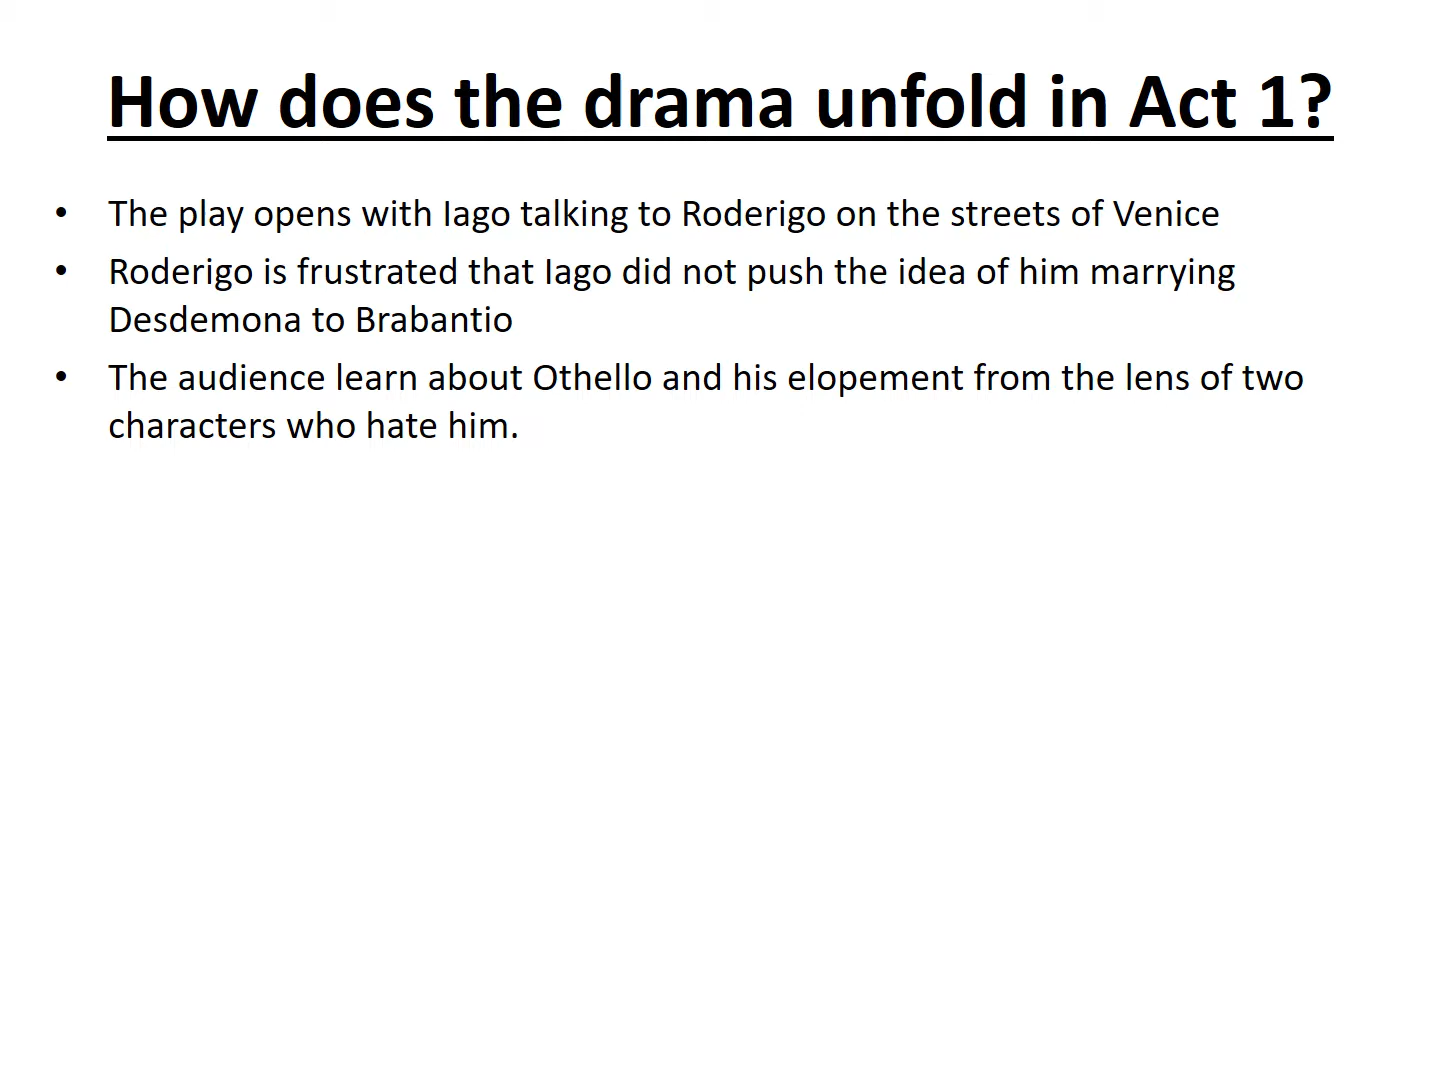 How does the drama unfold in Act 1?
• The play opens with Iago talking to Roderigo on the streets of Venice
• Roderigo is frustrated that Iago did not push the idea of him marrying
Desdemona to Brabantio
• The audience learn about Othello and his elopement from the lens of two
characters who hate him.